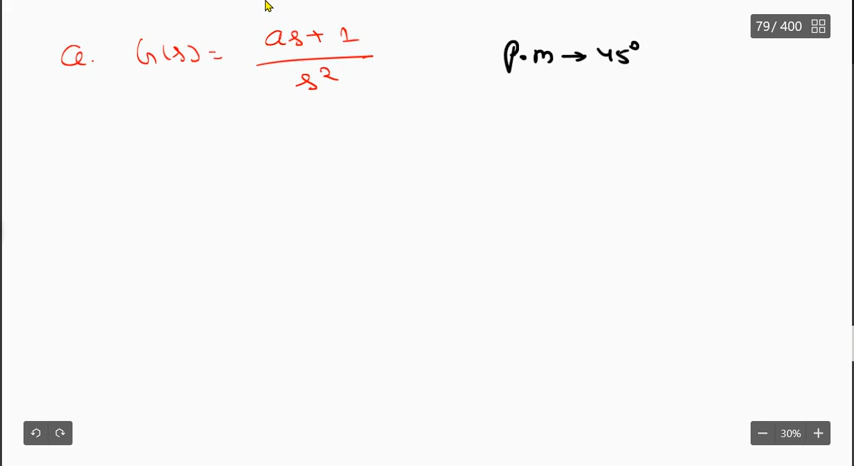 Q. G(s) = as + 1 / s² P.m → 45°
79 / 400
30%